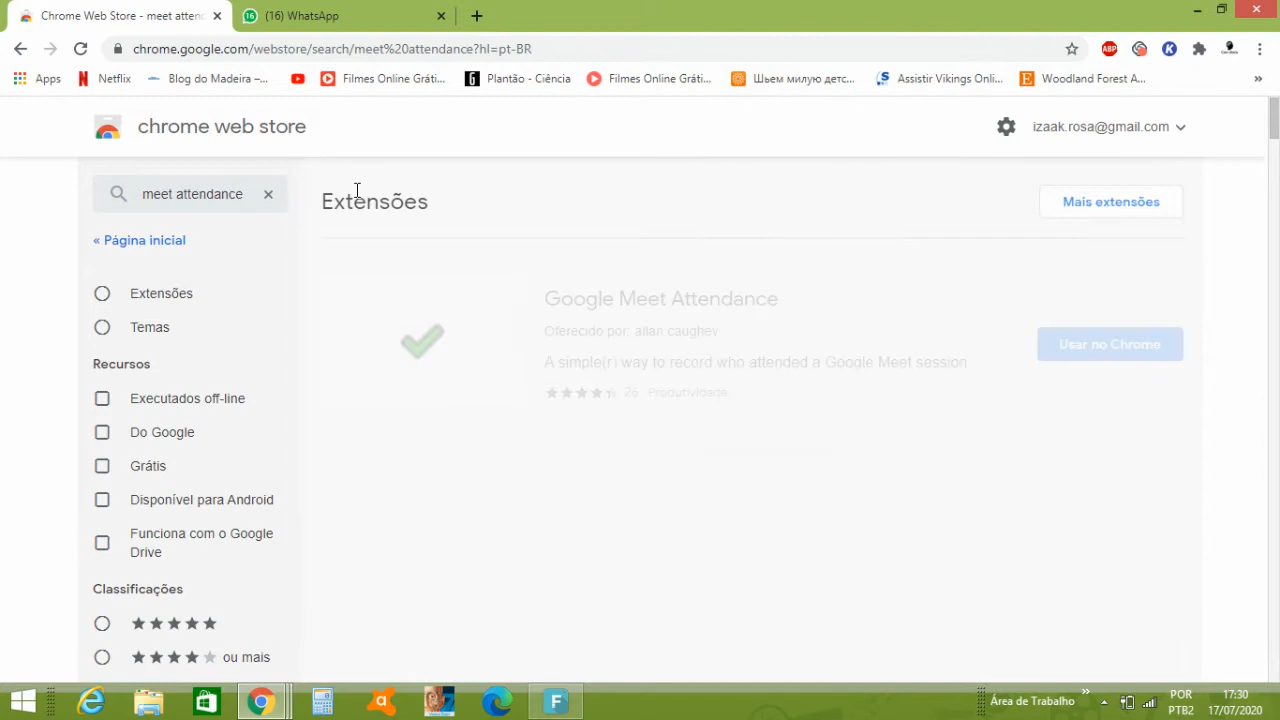 Chrome Web Store - meet attend
(16) WhatsApp
chrome.google.com/webstore/search/meet%20attendance?hl=pt-BR
ABP
K
Apps
Netflix
Blog do Madeira –...
Filmes Online Gráti...
Plantão - Ciência
Filmes Online Gráti...
Шьем милую детс...
Assistir Vikings Onli...
Woodland Forest A...
»
chrome web store
izaak.rosa@gmail.com
meet attendance
Extensões
Mais extensões
« Página inicial
Extensões
Temas
Google Meet Attendance
Oferecido por: allan caughey
Usar no Chrome
A simple(r) way to record who attended a Google Meet session
26 Produtividade
Recursos
Executados off-line
Do Google
Grátis
Disponível para Android
Funciona com o Google
Drive
Classificações
ou mais
Área de Trabalho
»
POR
PTB2
17:30
17/07/2020